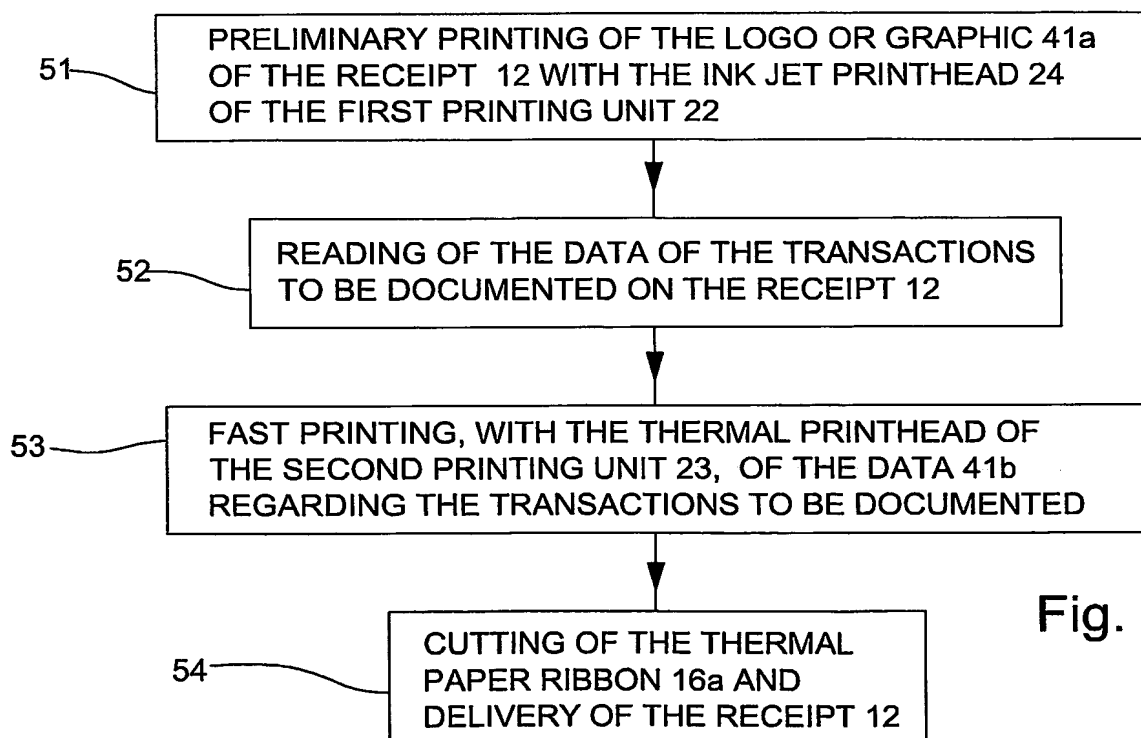 51
PRELIMINARY PRINTING OF THE LOGO OR GRAPHIC 41a
OF THE RECEIPT 12 WITH THE INK JET PRINTHEAD 24
OF THE FIRST PRINTING UNIT 22
52
READING OF THE DATA OF THE TRANSACTIONS
TO BE DOCUMENTED ON THE RECEIPT 12
53
FAST PRINTING, WITH THE THERMAL PRINTHEAD OF
THE SECOND PRINTING UNIT 23, OF THE DATA 41b
REGARDING THE TRANSACTIONS TO BE DOCUMENTED
54
CUTTING OF THE THERMAL
PAPER RIBBON 16a AND
DELIVERY OF THE RECEIPT 12
Fig.